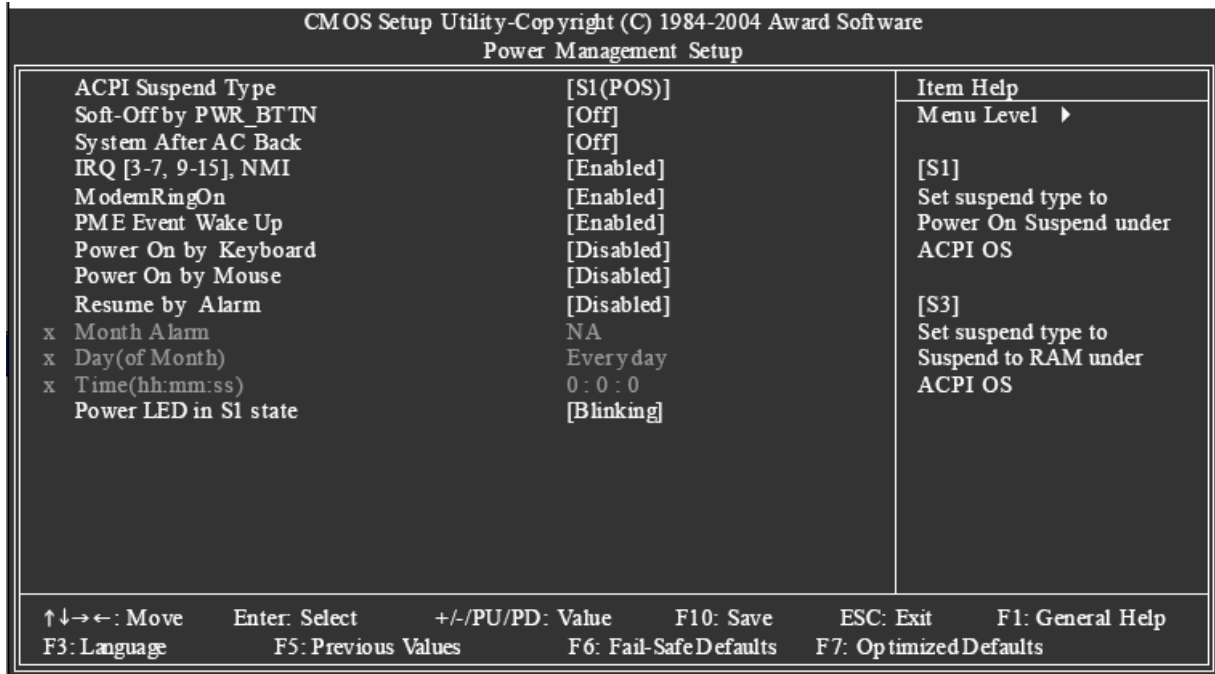 CMOS Setup Utility-Copyright (C) 1984-2004 Award Software
Power Management Setup
ACPI Suspend Type [S1(POS)]
Soft-Off by PWR_BTTN [Off]
System After AC Back [Off]
IRQ [3-7, 9-15], NMI [Enabled]
ModemRingOn [Enabled]
PME Event Wake Up [Enabled]
Power On by Keyboard [Disabled]
Power On by Mouse [Disabled]
Resume by Alarm [Disabled]
x Month Alarm NA
x Day(of Month) Everyday
x Time(hh:mm:ss) 0 : 0 : 0
Power LED in S1 state [Blinking]
Item Help
Menu Level ▶
[S1]
Set suspend type to
Power On Suspend under
ACPI OS
[S3]
Set suspend type to
Suspend to RAM under
ACPI OS
↑↓→←: Move Enter: Select +/-/PU/PD: Value F10: Save ESC: Exit F1: General Help
F3: Language F5: Previous Values F6: Fail-Safe Defaults F7: Optimized Defaults